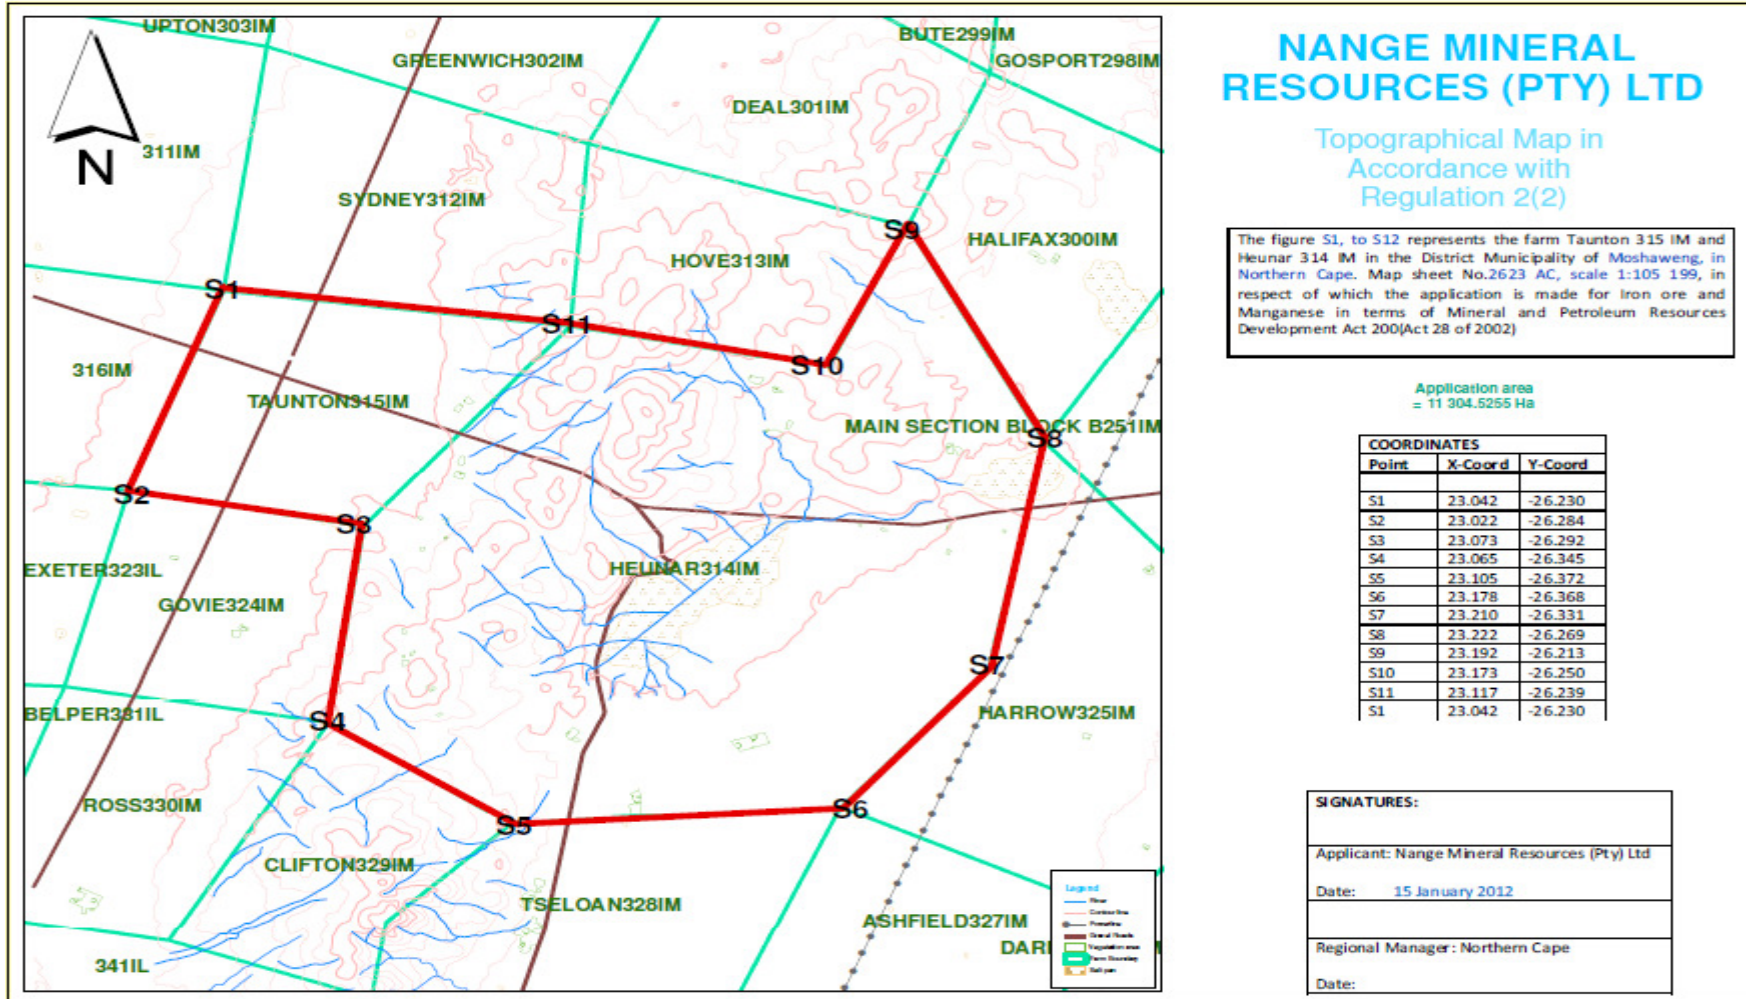 UPTON303IM
GREENWICH302IM
BUTE299IM
GOSPORT298IM
DEAL301IM
311IM
N
SYDNEY312IM
S9
HALIFAX300IM
HOVE313IM
S1
S11
S10
316IM
TAUNTON315IM
MAIN SECTION BLOCK B251IM
S8
S2
S3
EXETER323IL
HEUNAR314IM
GOVIE324IM
S7
BELPER331IL
S4
HARROW325IM
ROSS330IM
S5
S6
CLIFTON329IM
TSELOAN328IM
ASHFIELD327IM
341IL
Legend
River
Contour line
Powerline
Vegetation area
Farm Boundary
Salt pan
NANGE MINERAL
RESOURCES (PTY) LTD
Topographical Map in
Accordance with
Regulation 2(2)
The figure S1, to S12 represents the farm Taunton 315 IM and
Heunar 314 IM in the District Municipality of Moshaweng, in
Northern Cape. Map sheet No.2623 AC, scale 1:105 199, in
respect of which the application is made for Iron ore and
Manganese in terms of Mineral and Petroleum Resources
Development Act 200(Act 28 of 2002)
Application area
= 11 304.5255 Ha
COORDINATES
Point X-Coord Y-Coord
S1 23.042 -26.230
S2 23.022 -26.284
S3 23.073 -26.292
S4 23.065 -26.345
S5 23.105 -26.372
S6 23.178 -26.368
S7 23.210 -26.331
S8 23.222 -26.269
S9 23.192 -26.213
S10 23.173 -26.250
S11 23.117 -26.239
S1 23.042 -26.230
SIGNATURES:
Applicant: Nange Mineral Resources (Pty) Ltd
Date: 15 January 2012
Regional Manager: Northern Cape
Date: